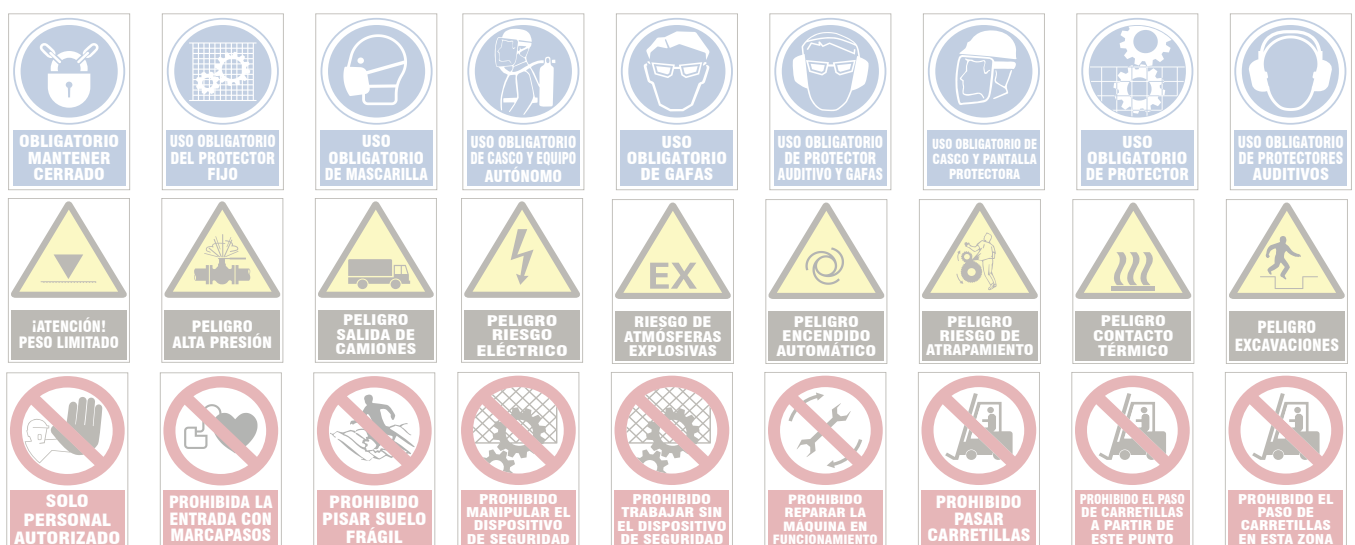 OBLIGATORIO
MANTENER
CERRADO
USO OBLIGATORIO
DEL PROTECTOR
FIJO
USO
OBLIGATORIO
DE MASCARILLA
USO OBLIGATORIO
DE CASCO Y EQUIPO
AUTÓNOMO
USO
OBLIGATORIO
DE GAFAS
USO OBLIGATORIO
DE PROTECTOR
AUDITIVO Y GAFAS
USO OBLIGATORIO DE
CASCO Y PANTALLA
PROTECTORA
USO
OBLIGATORIO
DE PROTECTOR
USO OBLIGATORIO
DE PROTECTORES
AUDITIVOS
¡ATENCIÓN!
PESO LIMITADO
PELIGRO
ALTA PRESIÓN
PELIGRO
SALIDA DE
CAMIONES
PELIGRO
RIESGO
ELÉCTRICO
EX
RIESGO DE
ATMÓSFERAS
EXPLOSIVAS
PELIGRO
ENCENDIDO
AUTOMÁTICO
PELIGRO
RIESGO DE
ATRAPAMIENTO
PELIGRO
CONTACTO
TÉRMICO
PELIGRO
EXCAVACIONES
SOLO
PERSONAL
AUTORIZADO
PROHIBIDA LA
ENTRADA CON
MARCAPASOS
PROHIBIDO
PISAR SUELO
FRÁGIL
PROHIBIDO
MANIPULAR EL
DISPOSITIVO
DE SEGURIDAD
PROHIBIDO
TRABAJAR SIN
EL DISPOSITIVO
DE SEGURIDAD
PROHIBIDO
REPARAR LA
MÁQUINA EN
FUNCIONAMIENTO
PROHIBIDO
PASAR
CARRETILLAS
PROHIBIDO EL PASO
DE CARRETILLAS
A PARTIR DE
ESTE PUNTO
PROHIBIDO EL
PASO DE
CARRETILLAS
EN ESTA ZONA